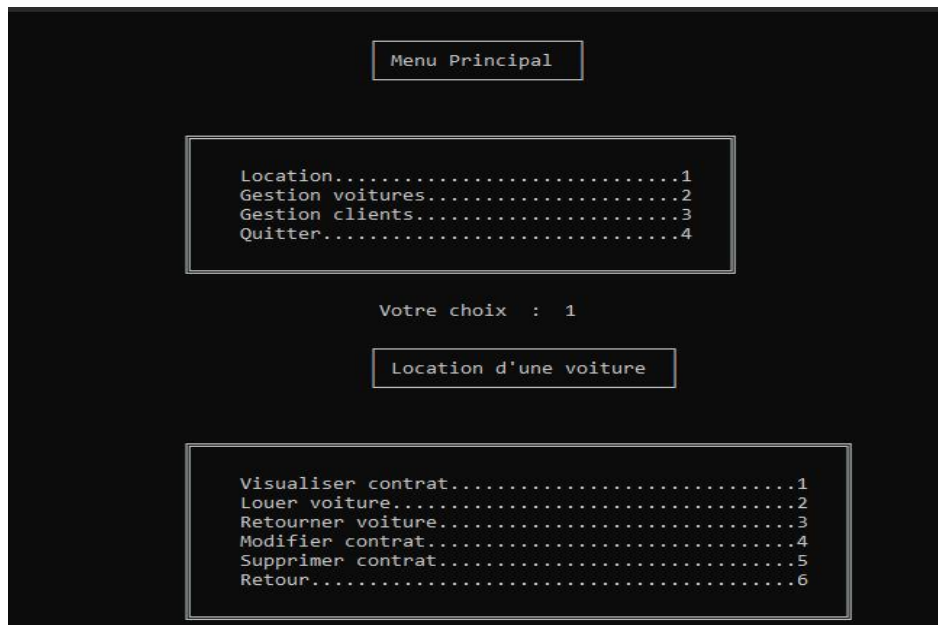 Menu Principal
Location..............................1
Gestion voitures......................2
Gestion clients.......................3
Quitter...............................4
Votre choix : 1
Location d'une voiture
Visualiser contrat..............................1
Louer voiture...................................2
Retourner voiture...............................3
Modifier contrat................................4
Supprimer contrat...............................5
Retour..........................................6